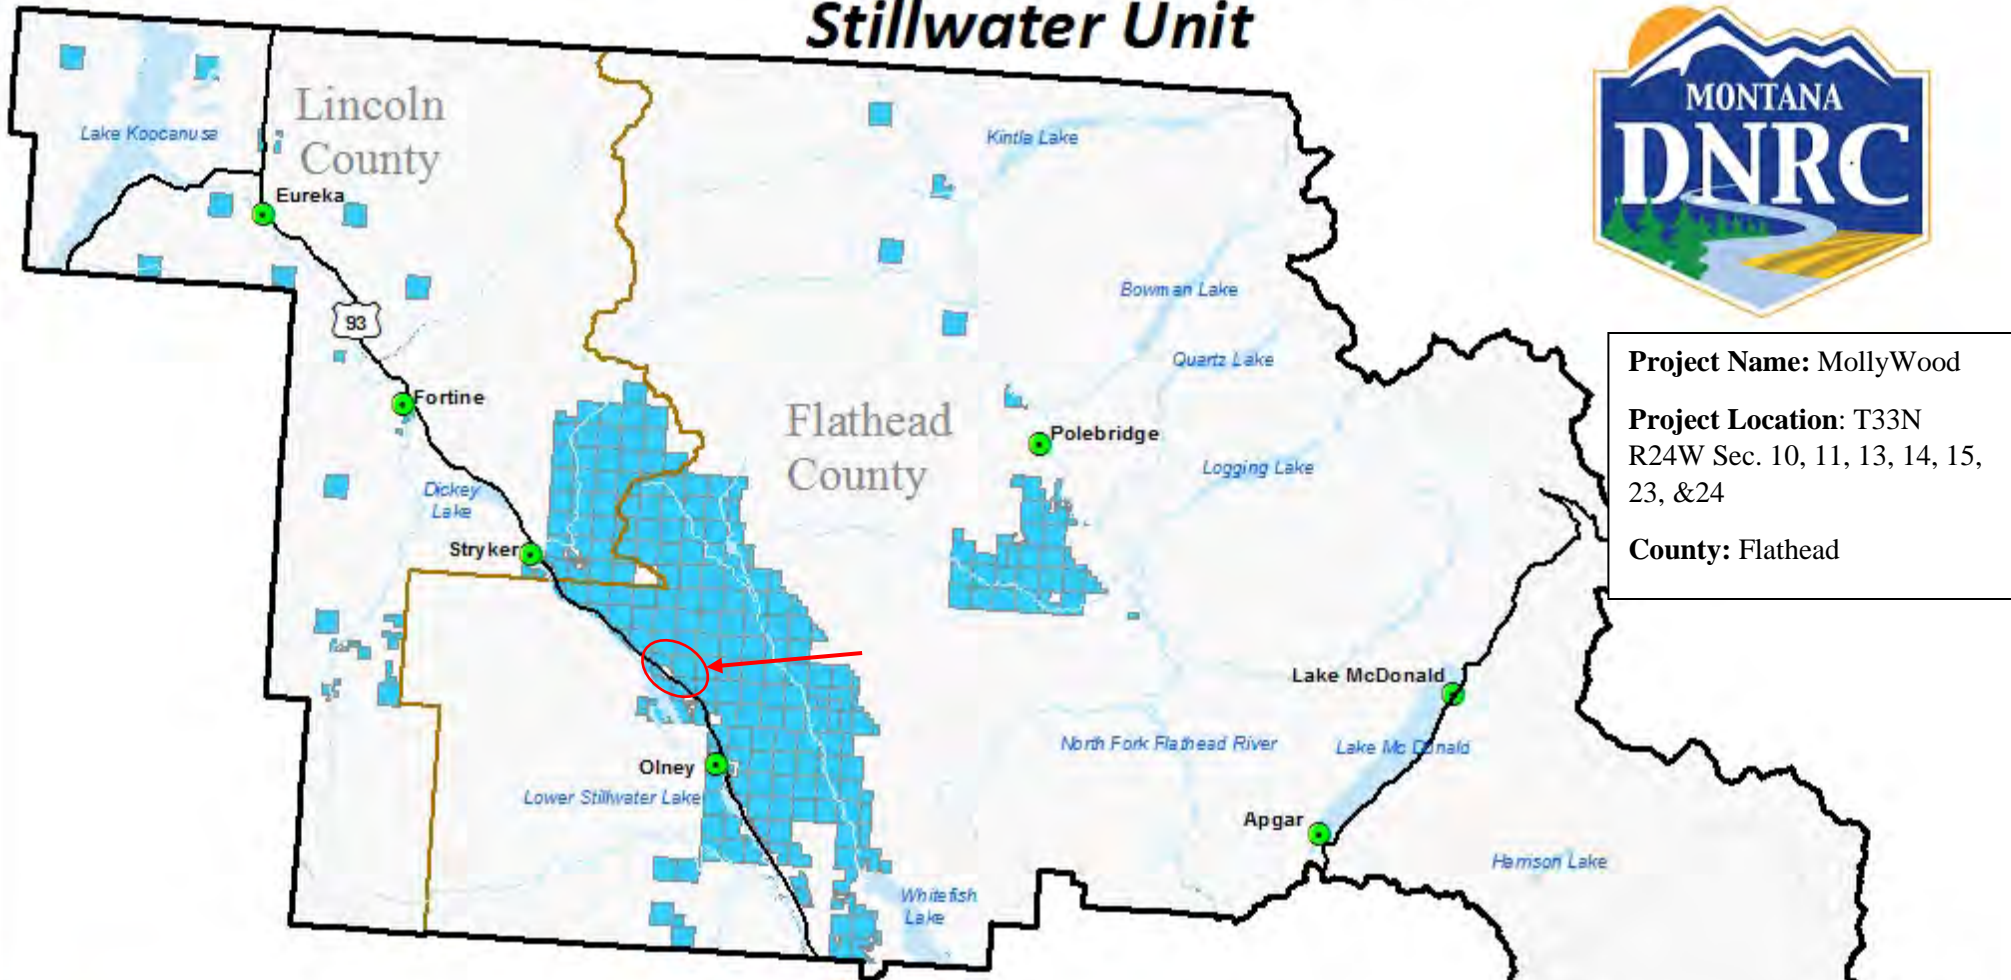 Stillwater Unit
MONTANA
DNRC
Lincoln
County
Lake Koocanusa
Eureka
Kintla Lake
93
Bowman Lake
Quartz Lake
Project Name: MollyWood
Project Location: T33N
R24W Sec. 10, 11, 13, 14, 15,
23, &24
County: Flathead
Fortine
Flathead
County
Polebridge
Logging Lake
Dickey
Lake
Stryker
Lake McDonald
North Fork Flathead River
Lake Mc Donald
Olney
Lower Stillwater Lake
Apgar
Harrison Lake
Whitefish
Lake